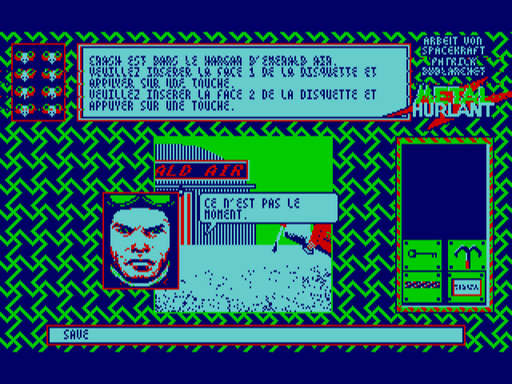 CRASH EST DANS LE HANGAR D'EMERALD AIR.
VEUILLEZ INSERER LA FACE 1 DE LA DISQUETTE ET
APPUYER SUR UNE TOUCHE.
VEUILLEZ INSERER LA FACE 2 DE LA DISQUETTE ET
APPUYER SUR UNE TOUCHE.
ARBEIT VON
SPACEKRAFT
PATRICK
DUBLANCHET
METAL
HURLANT
ALD AIR
CE N'EST PAS LE
MOMENT.
SAVE